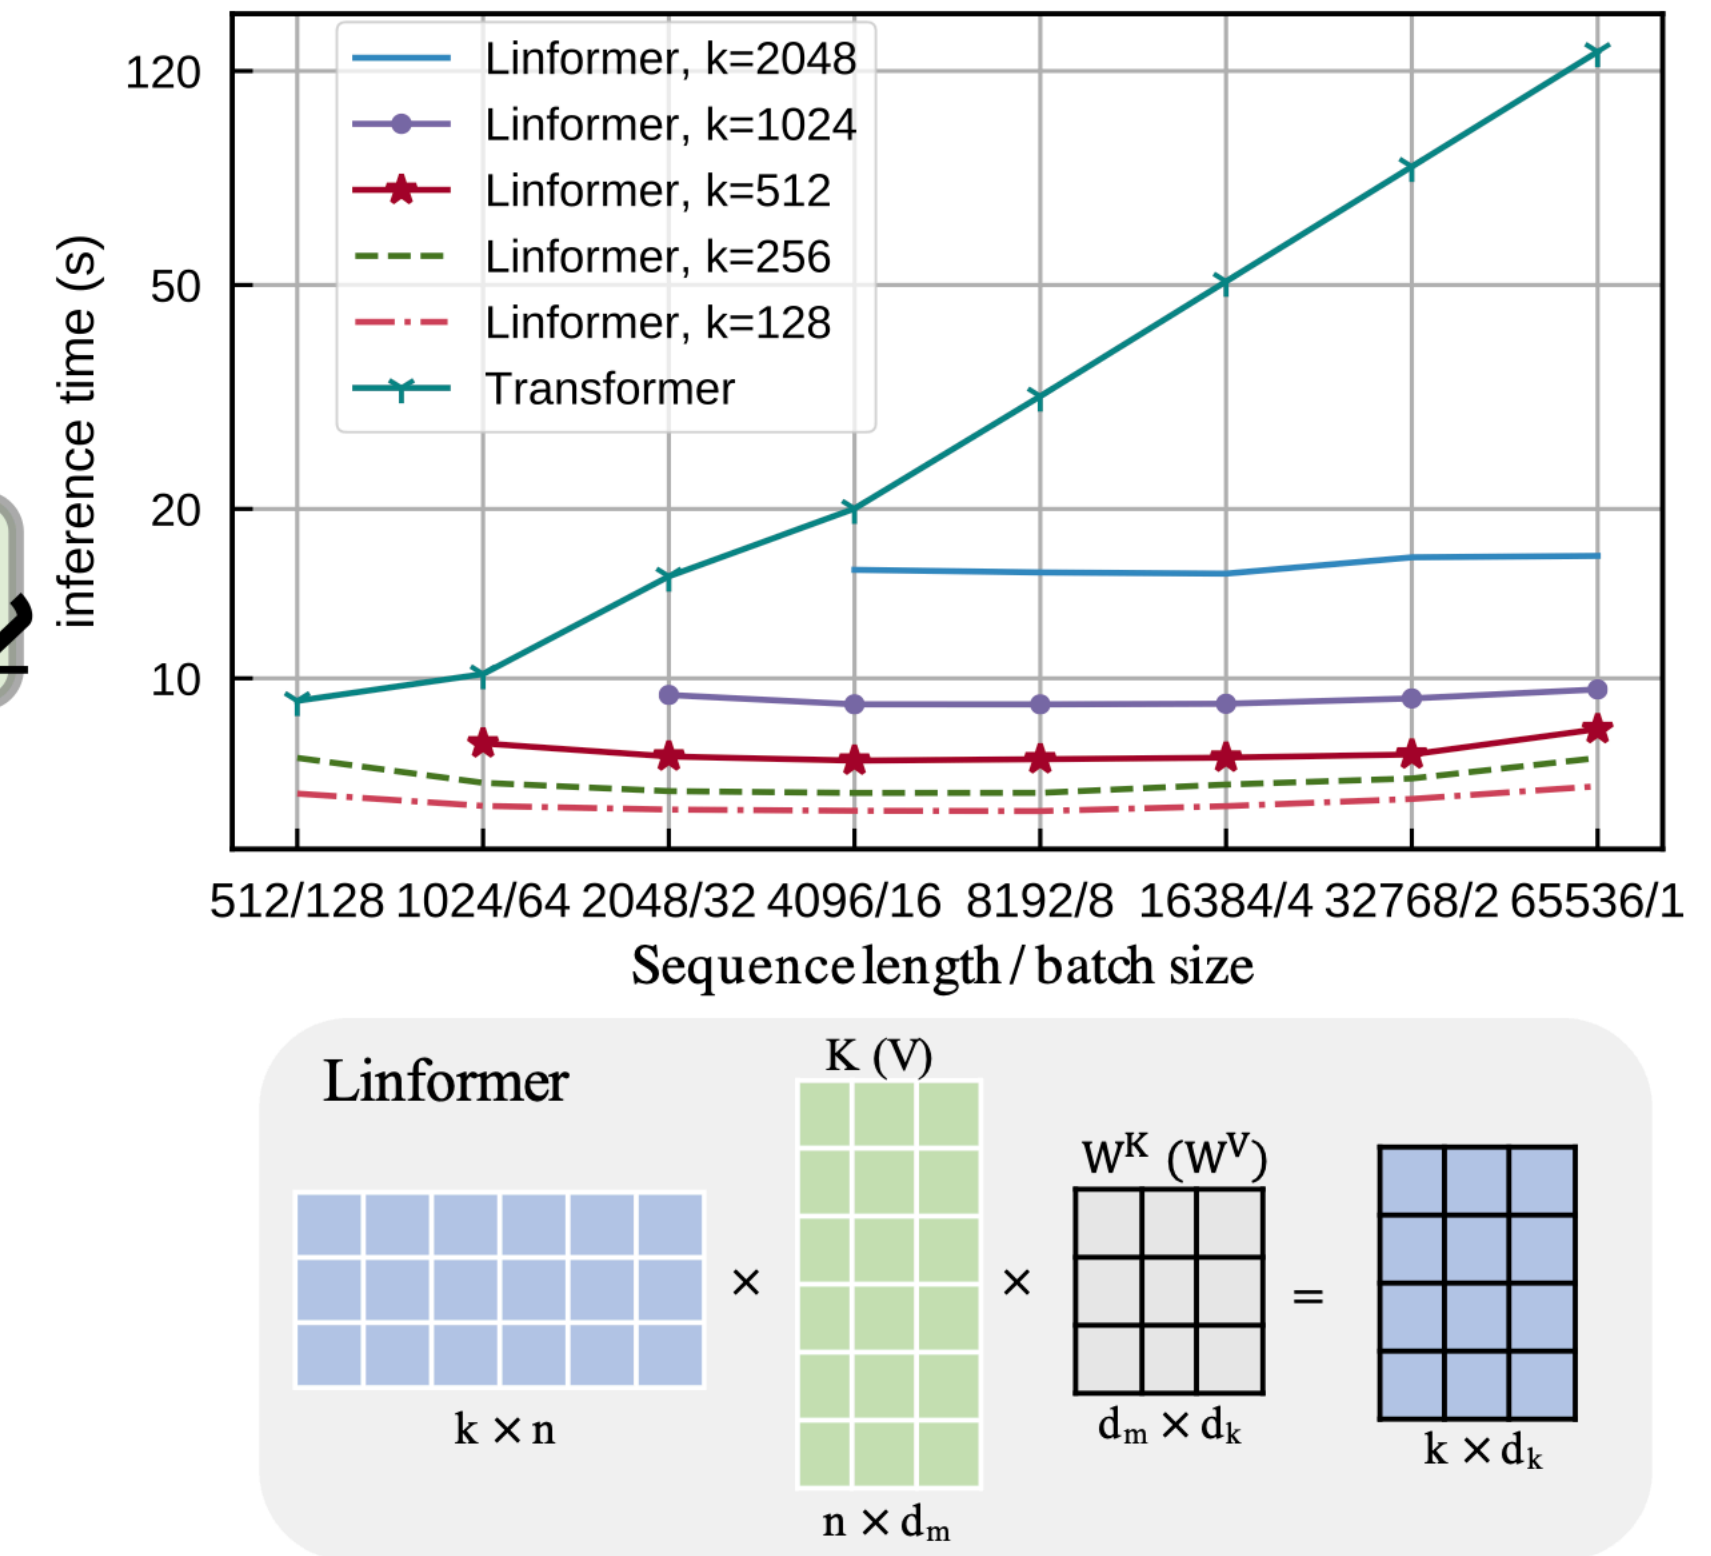 120
50
20
10
inference time (s)
Linformer, k=2048
Linformer, k=1024
Linformer, k=512
Linformer, k=256
Linformer, k=128
Transformer
512/128 1024/64 2048/32 4096/16 8192/8 16384/4 32768/2 65536/1
Sequence length / batch size
Linformer
K (V)
Wᴷ (Wⱽ)
× × =
k × n
n × dₘ
dₘ × dₖ
k × dₖ